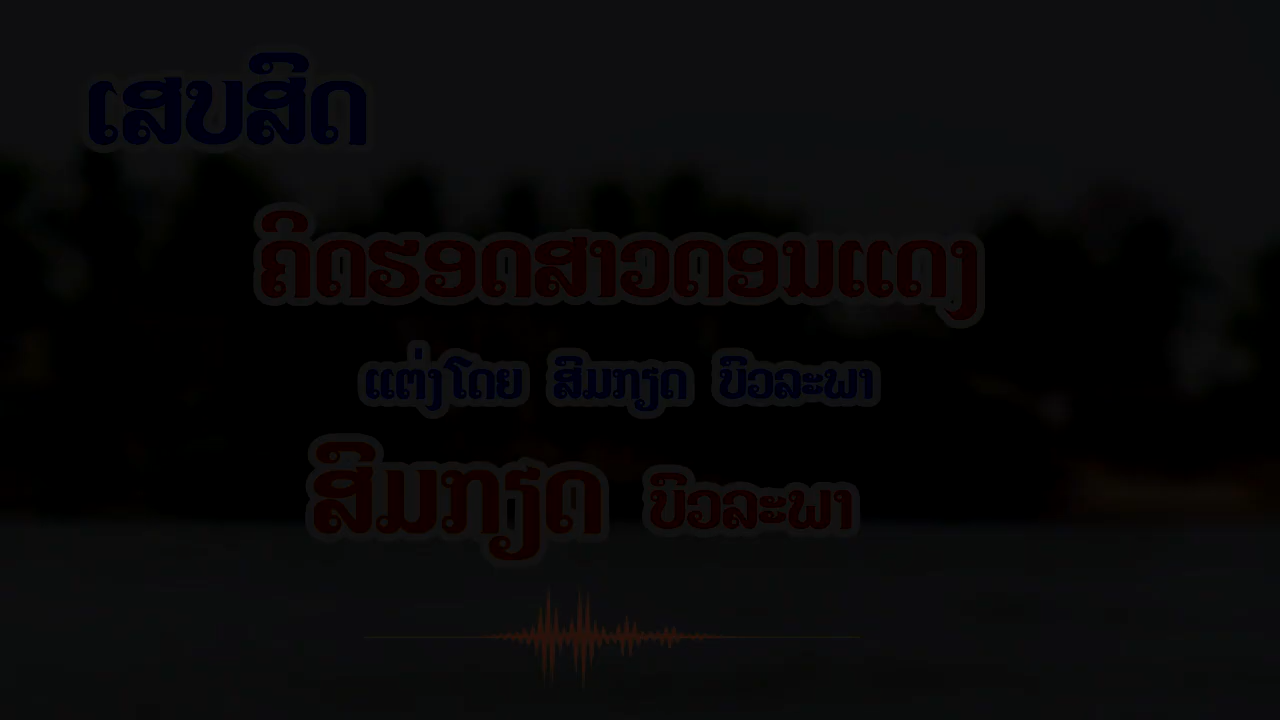 ເສບສົດ
ຄິດຮອດສາວດອນແດງ
ແຕ່ງໂດຍ ສົມກຽດ ບົວລະພາ
ສົມກຽດ ບົວລະພາ